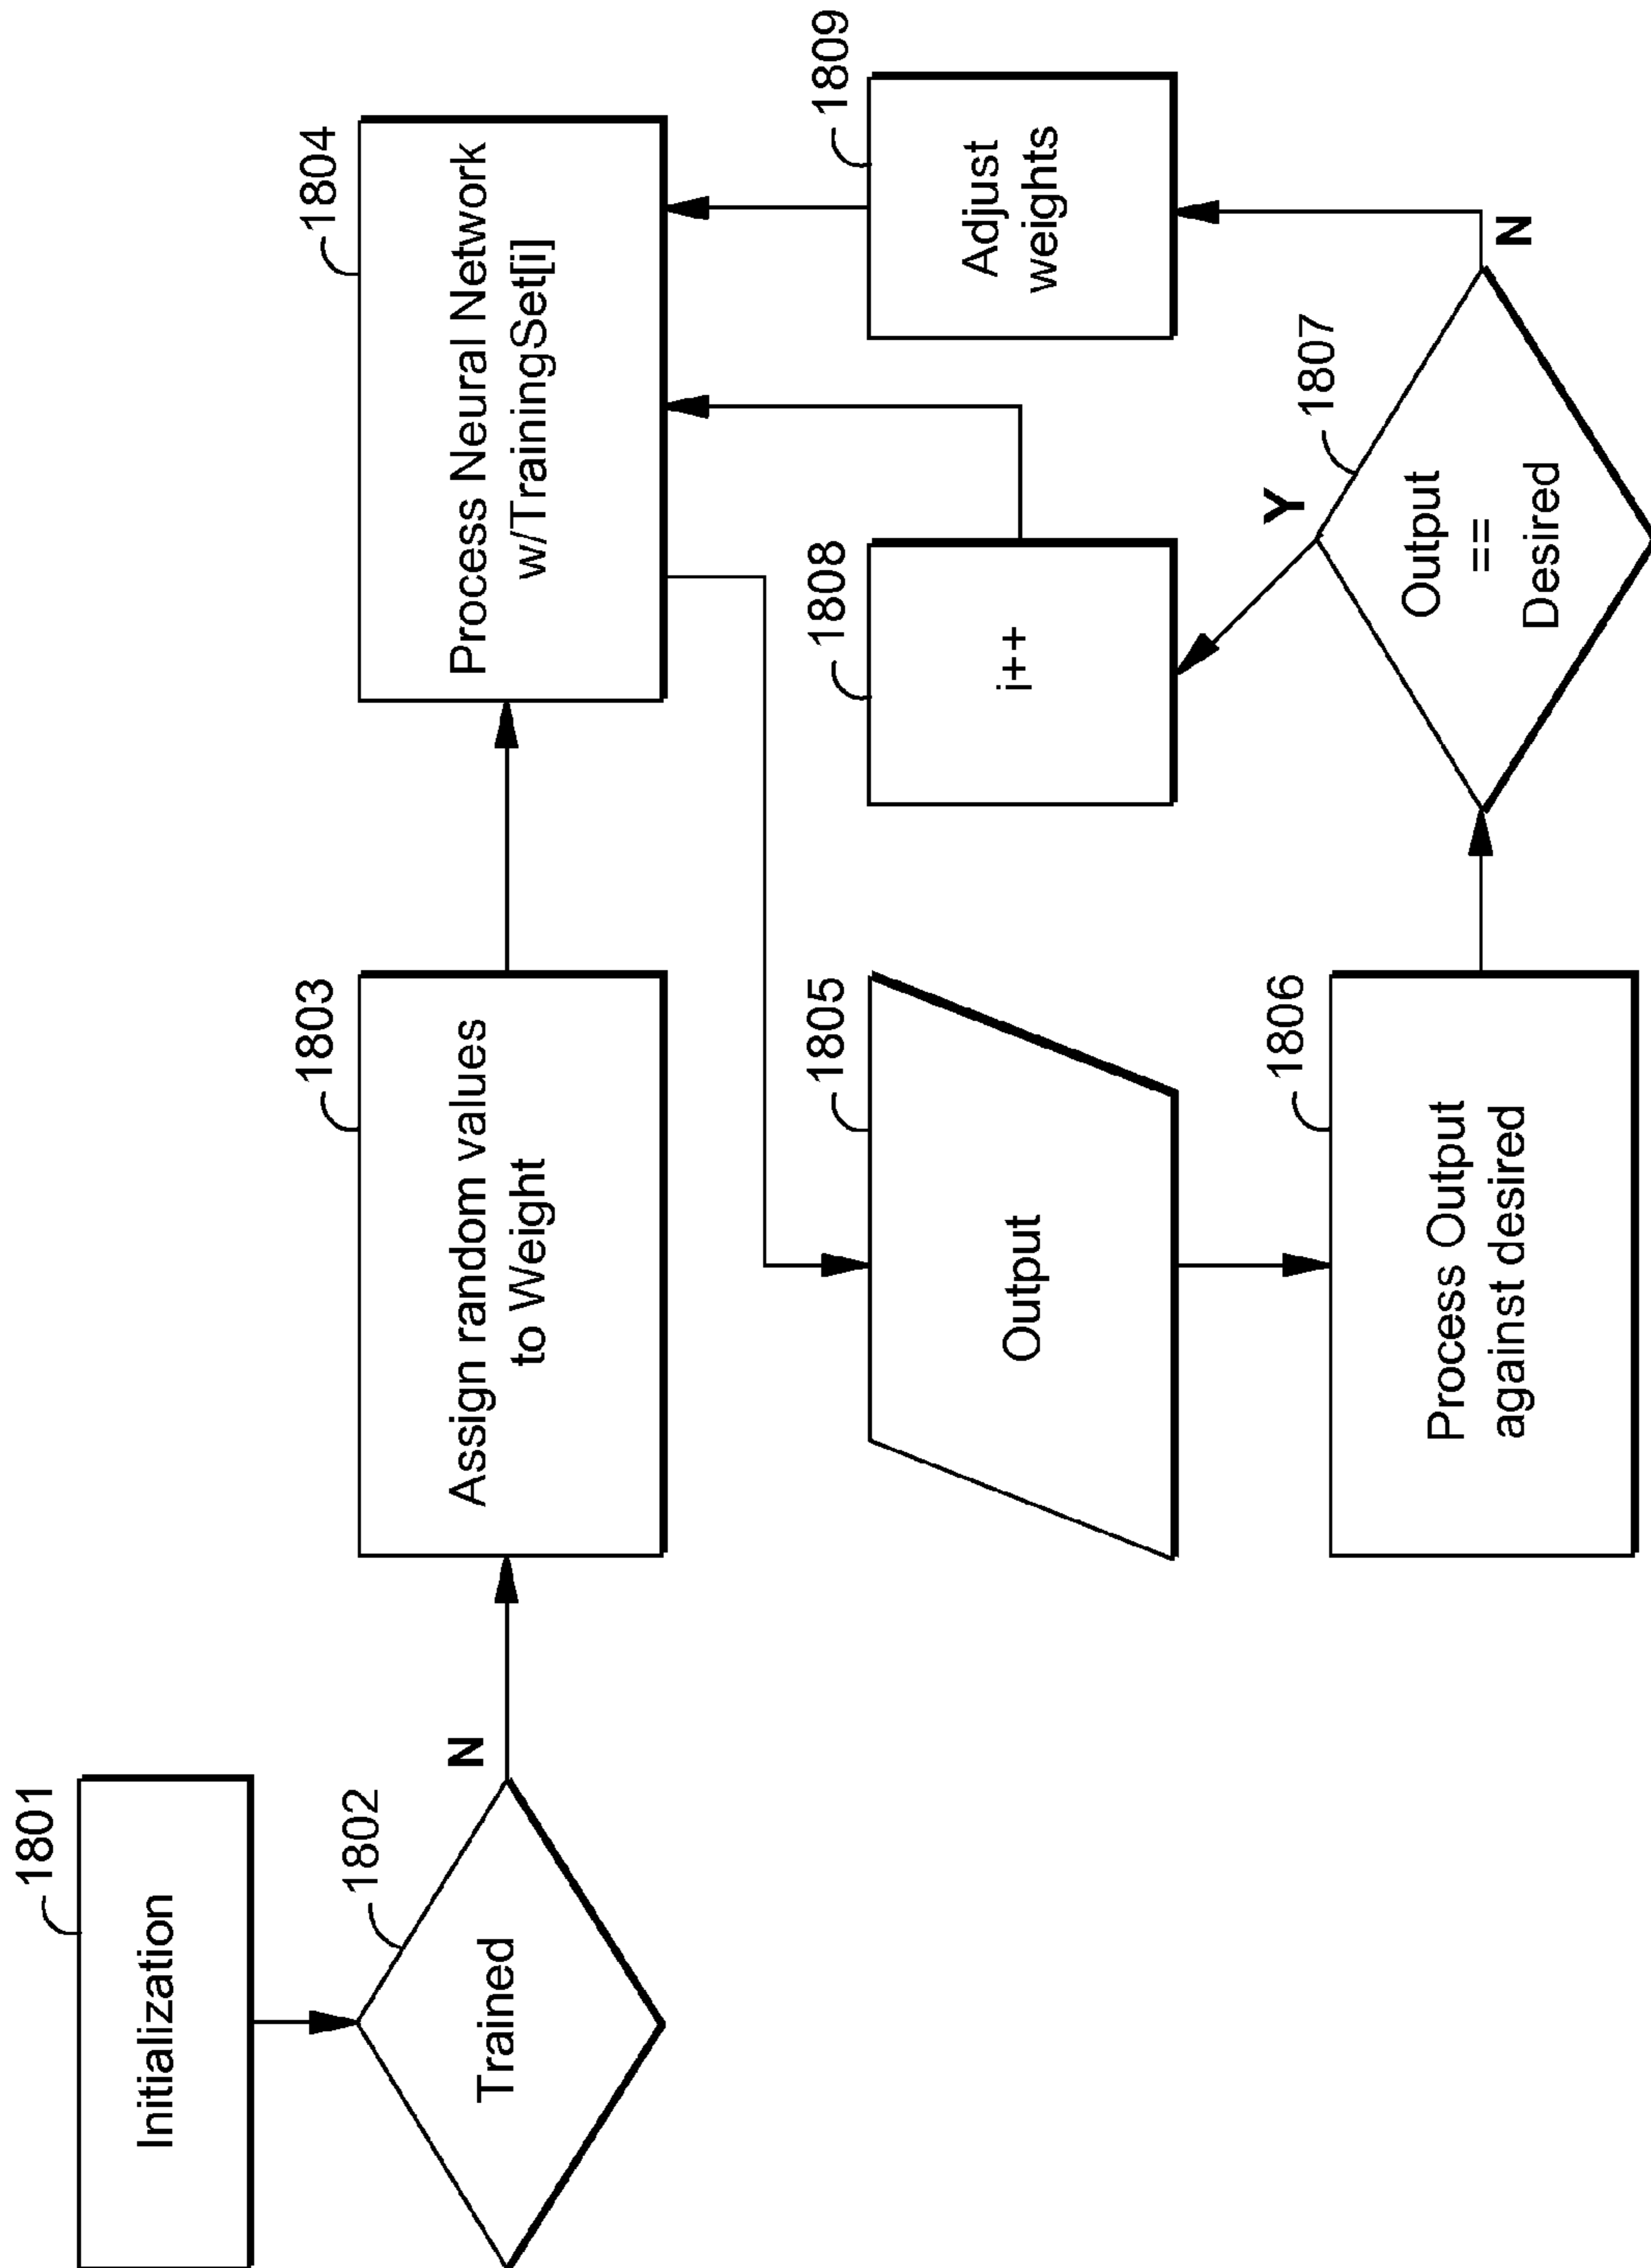 1801
Initialization
1802
Trained
N
1803
Assign random values
to Weight
1804
Process Neural Network
w/TrainingSet[i]
1805
Output
1806
Process Output
against desired
1807
Output
==
Desired
Y
N
1808
i++
1809
Adjust
weights